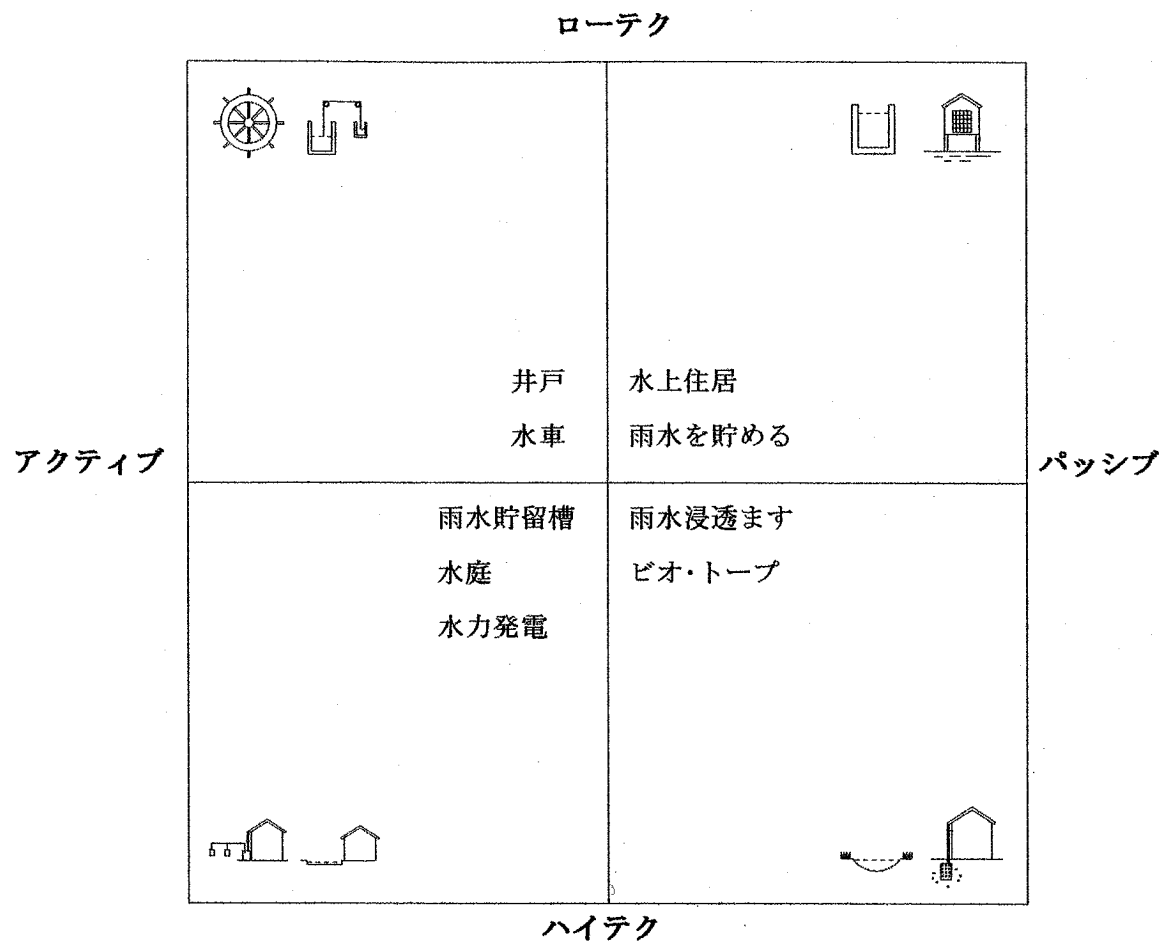 ローテク
井戸
水車
水上住居
雨水を貯める
アクティブ
パッシブ
雨水貯留槽
水庭
水力発電
雨水浸透ます
ビオ・トープ
ハイテク